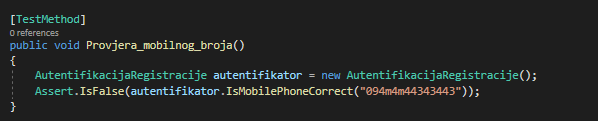 [TestMethod]
0 references
public void Provjera_mobilnog_broja()
{
AutentifikacijaRegistracije autentifikator = new AutentifikacijaRegistracije();
Assert.IsFalse(autentifikator.IsMobilePhoneCorrect("094m4m44343443"));
}